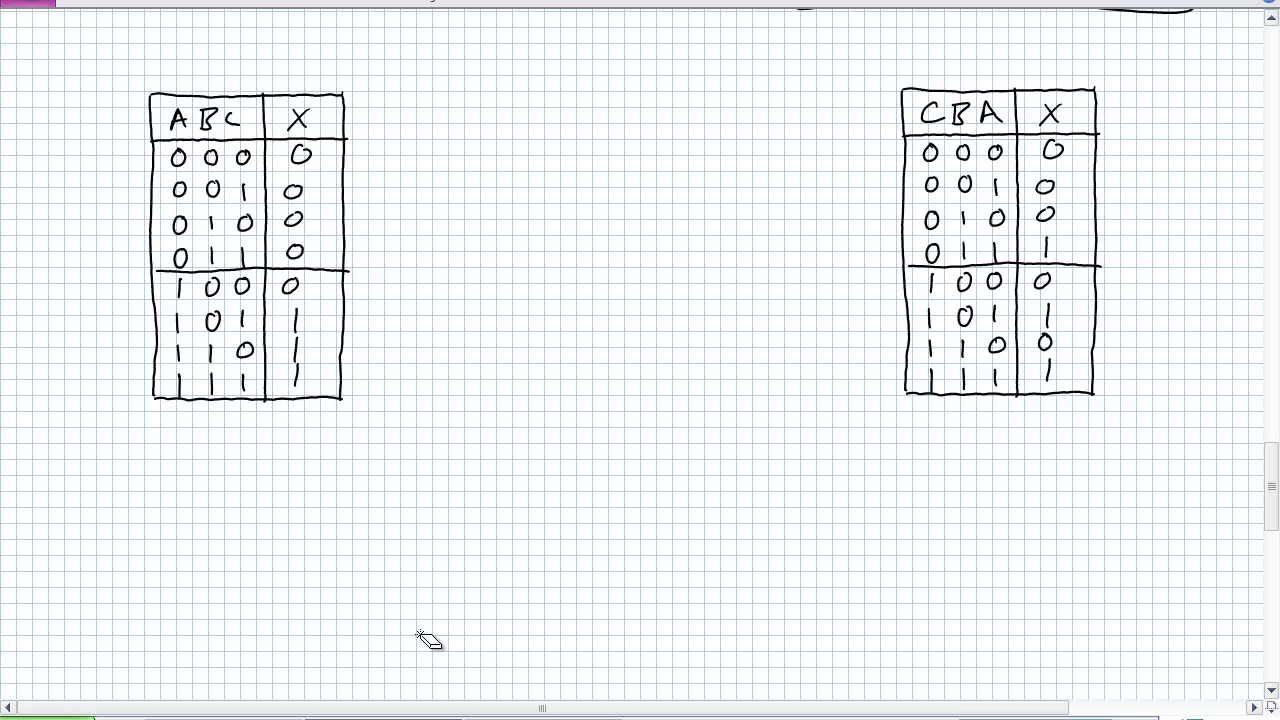 A B C X
0 0 0 0
0 0 1 0
0 1 0 0
0 1 1 0
1 0 0 0
1 0 1 1
1 1 0 1
1 1 1 1
C B A X
0 0 0 0
0 0 1 0
0 1 0 0
0 1 1 1
1 0 0 0
1 0 1 1
1 1 0 0
1 1 1 1